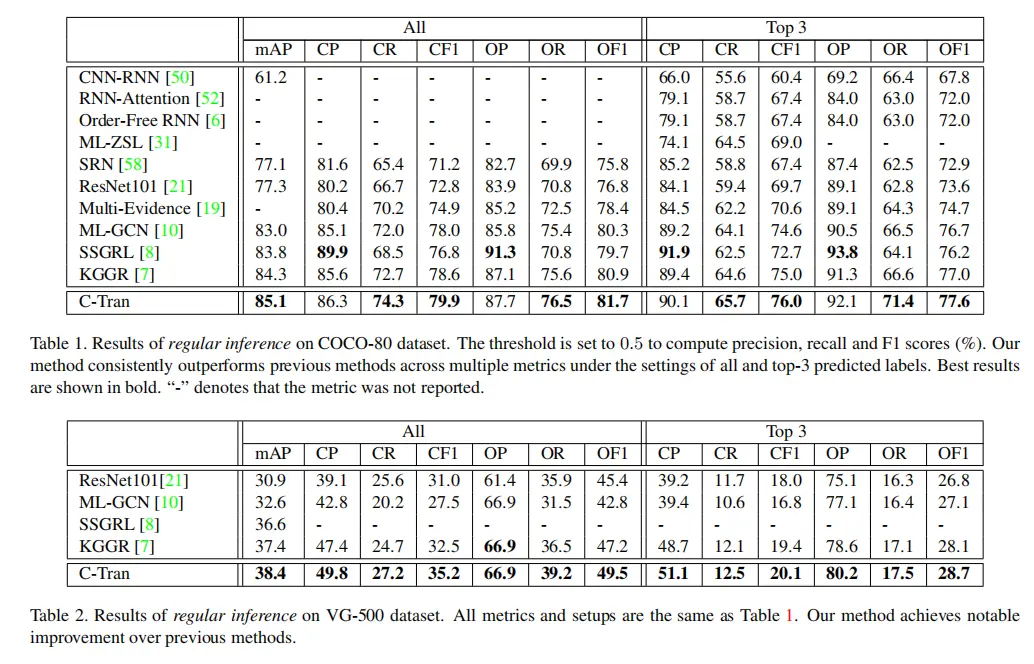 All Top 3
mAP CP CR CF1 OP OR OF1 CP CR CF1 OP OR OF1
CNN-RNN [50] 61.2 - - - - - - 66.0 55.6 60.4 69.2 66.4 67.8
RNN-Attention [52] - - - - - - - 79.1 58.7 67.4 84.0 63.0 72.0
Order-Free RNN [6] - - - - - - - 79.1 58.7 67.4 84.0 63.0 72.0
ML-ZSL [31] - - - - - - - 74.1 64.5 69.0 - - -
SRN [58] 77.1 81.6 65.4 71.2 82.7 69.9 75.8 85.2 58.8 67.4 87.4 62.5 72.9
ResNet101 [21] 77.3 80.2 66.7 72.8 83.9 70.8 76.8 84.1 59.4 69.7 89.1 62.8 73.6
Multi-Evidence [19] - 80.4 70.2 74.9 85.2 72.5 78.4 84.5 62.2 70.6 89.1 64.3 74.7
ML-GCN [10] 83.0 85.1 72.0 78.0 85.8 75.4 80.3 89.2 64.1 74.6 90.5 66.5 76.7
SSGRL [8] 83.8 89.9 68.5 76.8 91.3 70.8 79.7 91.9 62.5 72.7 93.8 64.1 76.2
KGGR [7] 84.3 85.6 72.7 78.6 87.1 75.6 80.9 89.4 64.6 75.0 91.3 66.6 77.0
C-Tran 85.1 86.3 74.3 79.9 87.7 76.5 81.7 90.1 65.7 76.0 92.1 71.4 77.6
Table 1. Results of regular inference on COCO-80 dataset. The threshold is set to 0.5 to compute precision, recall and F1 scores (%). Our
method consistently outperforms previous methods across multiple metrics under the settings of all and top-3 predicted labels. Best results
are shown in bold. “-” denotes that the metric was not reported.
All Top 3
mAP CP CR CF1 OP OR OF1 CP CR CF1 OP OR OF1
ResNet101[21] 30.9 39.1 25.6 31.0 61.4 35.9 45.4 39.2 11.7 18.0 75.1 16.3 26.8
ML-GCN [10] 32.6 42.8 20.2 27.5 66.9 31.5 42.8 39.4 10.6 16.8 77.1 16.4 27.1
SSGRL [8] 36.6 - - - - - - - - - - - -
KGGR [7] 37.4 47.4 24.7 32.5 66.9 36.5 47.2 48.7 12.1 19.4 78.6 17.1 28.1
C-Tran 38.4 49.8 27.2 35.2 66.9 39.2 49.5 51.1 12.5 20.1 80.2 17.5 28.7
Table 2. Results of regular inference on VG-500 dataset. All metrics and setups are the same as Table 1. Our method achieves notable
improvement over previous methods.